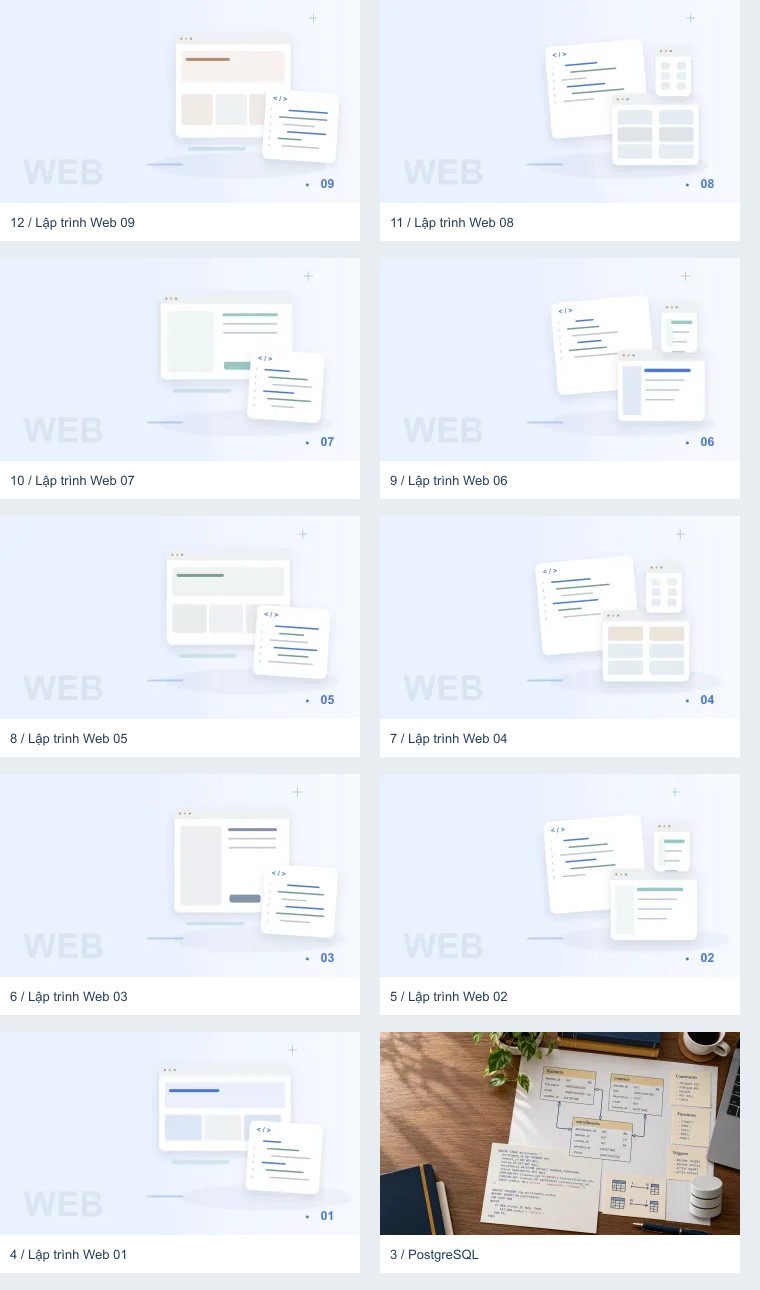 </>
WEB
09
12 / Lập trình Web 09
</>
WEB
08
11 / Lập trình Web 08
</>
WEB
07
10 / Lập trình Web 07
</>
WEB
06
9 / Lập trình Web 06
</>
WEB
05
8 / Lập trình Web 05
</>
WEB
04
7 / Lập trình Web 04
</>
WEB
03
6 / Lập trình Web 03
</>
WEB
02
5 / Lập trình Web 02
</>
WEB
01
4 / Lập trình Web 01
Constraints
Functions
Triggers
3 / PostgreSQL